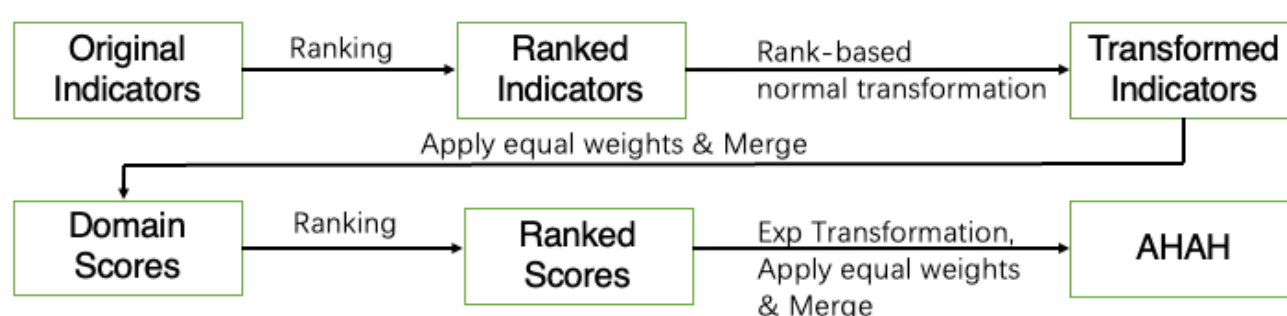 Original
Indicators
Ranking
Ranked
Indicators
Rank-based
normal transformation
Transformed
Indicators
Apply equal weights & Merge
Domain
Scores
Ranking
Ranked
Scores
Exp Transformation,
Apply equal weights
& Merge
AHAH